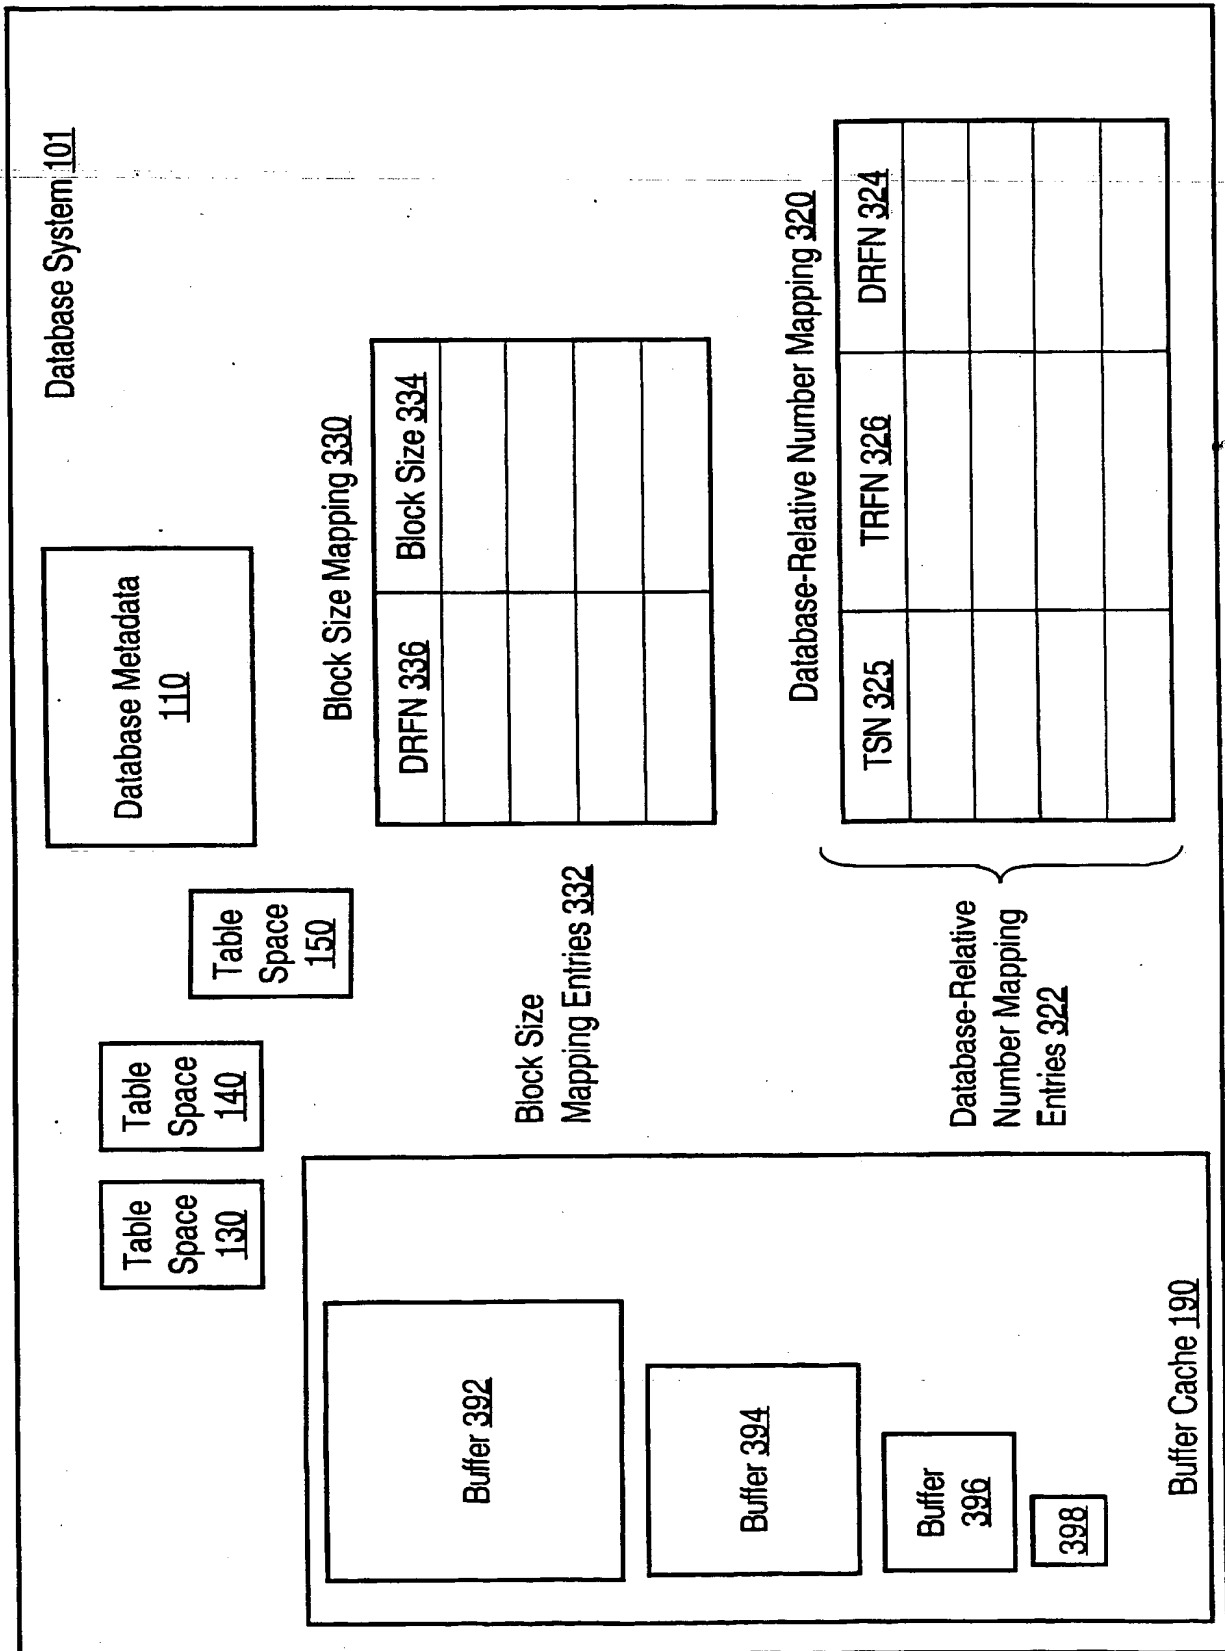 Database System 101
Database Metadata
110
Table
Space
130
Table
Space
140
Table
Space
150
Block Size Mapping 330
DRFN 336
Block Size 334
Block Size
Mapping Entries 332
Database-Relative Number Mapping 320
TSN 325
TRFN 326
DRFN 324
Database-Relative
Number Mapping
Entries 322
Buffer 392
Buffer 394
Buffer
396
398
Buffer Cache 190